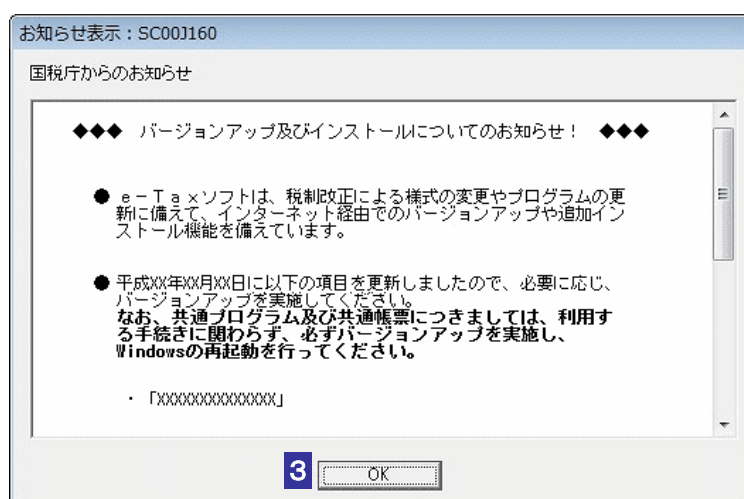 お知らせ表示：SC00J160
国税庁からのお知らせ
◆◆◆ バージョンアップ及びインストールについてのお知らせ！ ◆◆◆
● e－Ｔａｘソフトは、税制改正による様式の変更やプログラムの更
新に備えて、インターネット経由でのバージョンアップや追加イン
ストール機能を備えています。
● 平成XX年XX月XX日に以下の項目を更新しましたので、必要に応じ、
バージョンアップを実施してください。
なお、共通プログラム及び共通帳票につきましては、利用す
る手続きに関わらず、必ずバージョンアップを実施し、
Windowsの再起動を行ってください。
・「XXXXXXXXXXXXXX」
3 OK